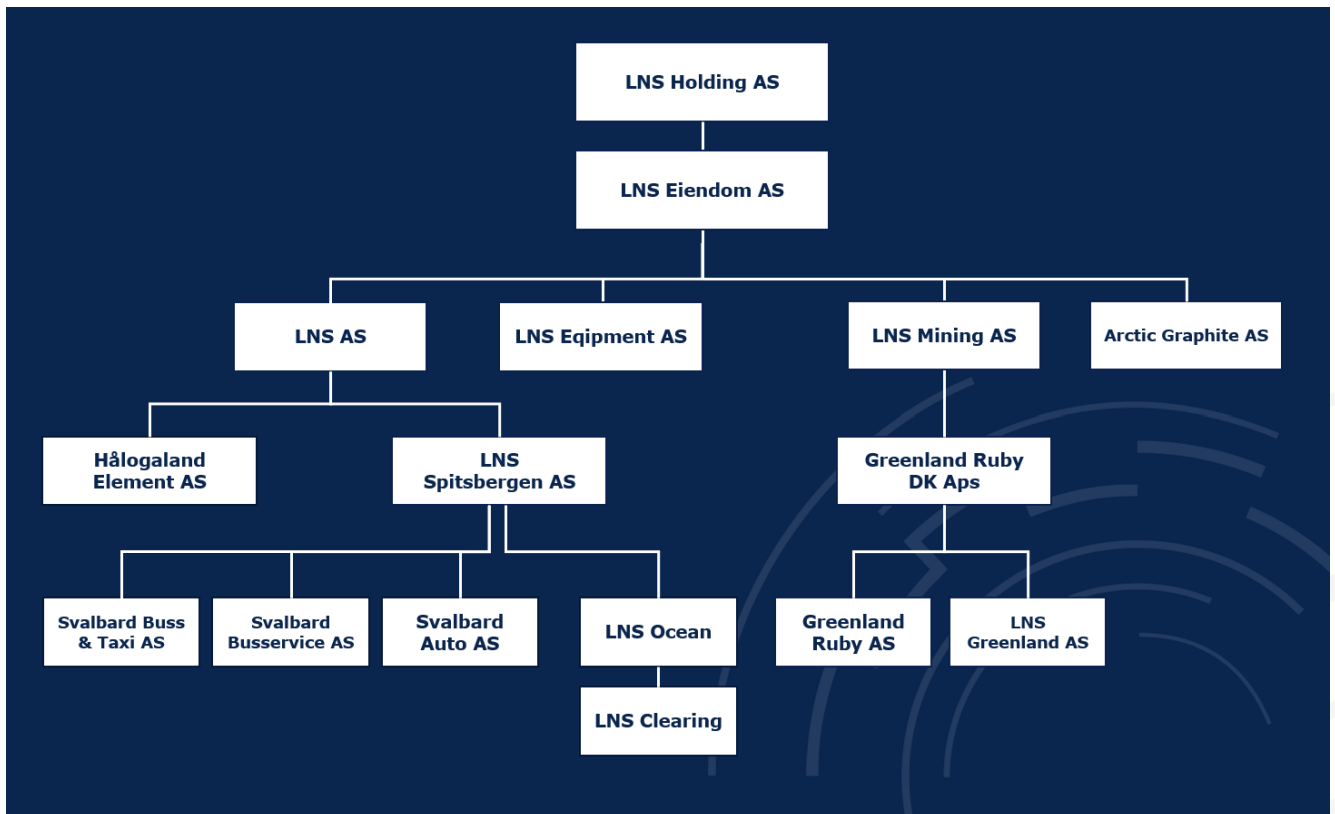 LNS Holding AS
LNS Eiendom AS
LNS AS
LNS Eqipment AS
LNS Mining AS
Arctic Graphite AS
Hålogaland
Element AS
LNS
Spitsbergen AS
Greenland Ruby
DK Aps
Svalbard Buss
& Taxi AS
Svalbard
Busservice AS
Svalbard
Auto AS
LNS Ocean
Greenland
Ruby AS
LNS
Greenland AS
LNS Clearing